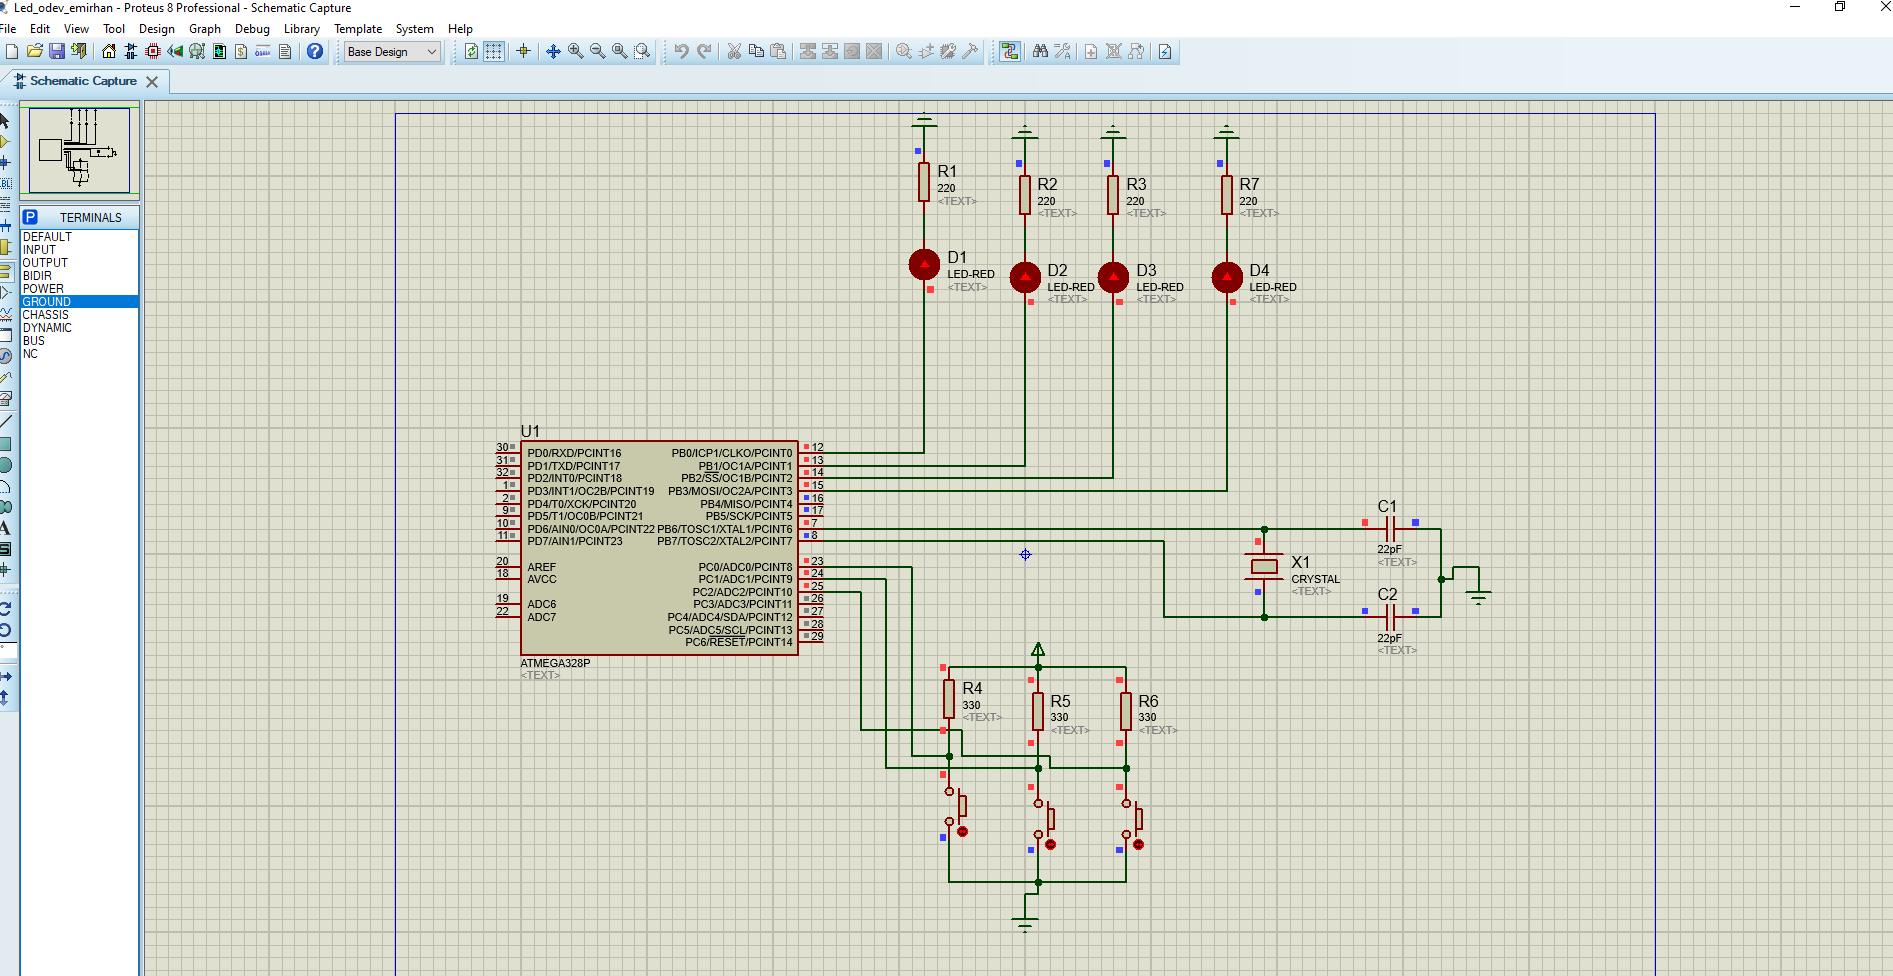 Led_odev_emirhan - Proteus 8 Professional - Schematic Capture
File Edit View Tool Design Graph Debug Library Template System Help
Base Design
Schematic Capture
TERMINALS
DEFAULT
INPUT
OUTPUT
BIDIR
POWER
GROUND
CHASSIS
DYNAMIC
BUS
NC
R1
220
<TEXT>
R2
220
<TEXT>
R3
220
<TEXT>
R7
220
<TEXT>
D1
LED-RED
<TEXT>
D2
LED-RED
<TEXT>
D3
LED-RED
<TEXT>
D4
LED-RED
<TEXT>
U1
30 PD0/RXD/PCINT16 PB0/ICP1/CLKO/PCINT0 12
31 PD1/TXD/PCINT17 PB1/OC1A/PCINT1 13
32 PD2/INT0/PCINT18 PB2/SS/OC1B/PCINT2 14
1 PD3/INT1/OC2B/PCINT19 PB3/MOSI/OC2A/PCINT3 15
2 PD4/T0/XCK/PCINT20 PB4/MISO/PCINT4 16
9 PD5/T1/OC0B/PCINT21 PB5/SCK/PCINT5 17
10 PD6/AIN0/OC0A/PCINT22 PB6/TOSC1/XTAL1/PCINT6 7
11 PD7/AIN1/PCINT23 PB7/TOSC2/XTAL2/PCINT7 8
20 AREF PC0/ADC0/PCINT8 23
18 AVCC PC1/ADC1/PCINT9 24
PC2/ADC2/PCINT10 25
19 ADC6 PC3/ADC3/PCINT11 26
22 ADC7 PC4/ADC4/SDA/PCINT12 27
PC5/ADC5/SCL/PCINT13 28
PC6/RESET/PCINT14 29
ATMEGA328P
<TEXT>
C1
22pF
<TEXT>
X1
CRYSTAL
<TEXT>
C2
22pF
<TEXT>
R4
330
<TEXT>
R5
330
<TEXT>
R6
330
<TEXT>